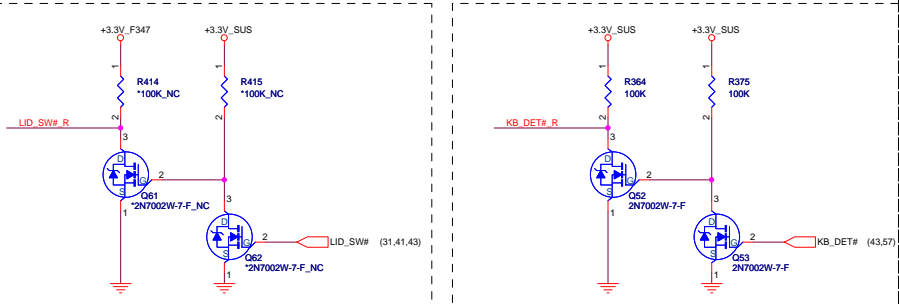 +3.3V_F347
+3.3V_SUS
1
1
R414
*100K_NC
R415
*100K_NC
2
2
LID_SW#_R
3
D
G
S
2
Q61
*2N7002W-7-F_NC
1
3
D
G
S
2
LID_SW# (31,41,43)
Q62
*2N7002W-7-F_NC
1
+3.3V_SUS
+3.3V_SUS
1
1
R364
100K
R375
100K
2
2
KB_DET#_R
3
D
G
S
2
Q52
2N7002W-7-F
1
3
D
G
S
2
KB_DET# (43,57)
Q53
2N7002W-7-F
1